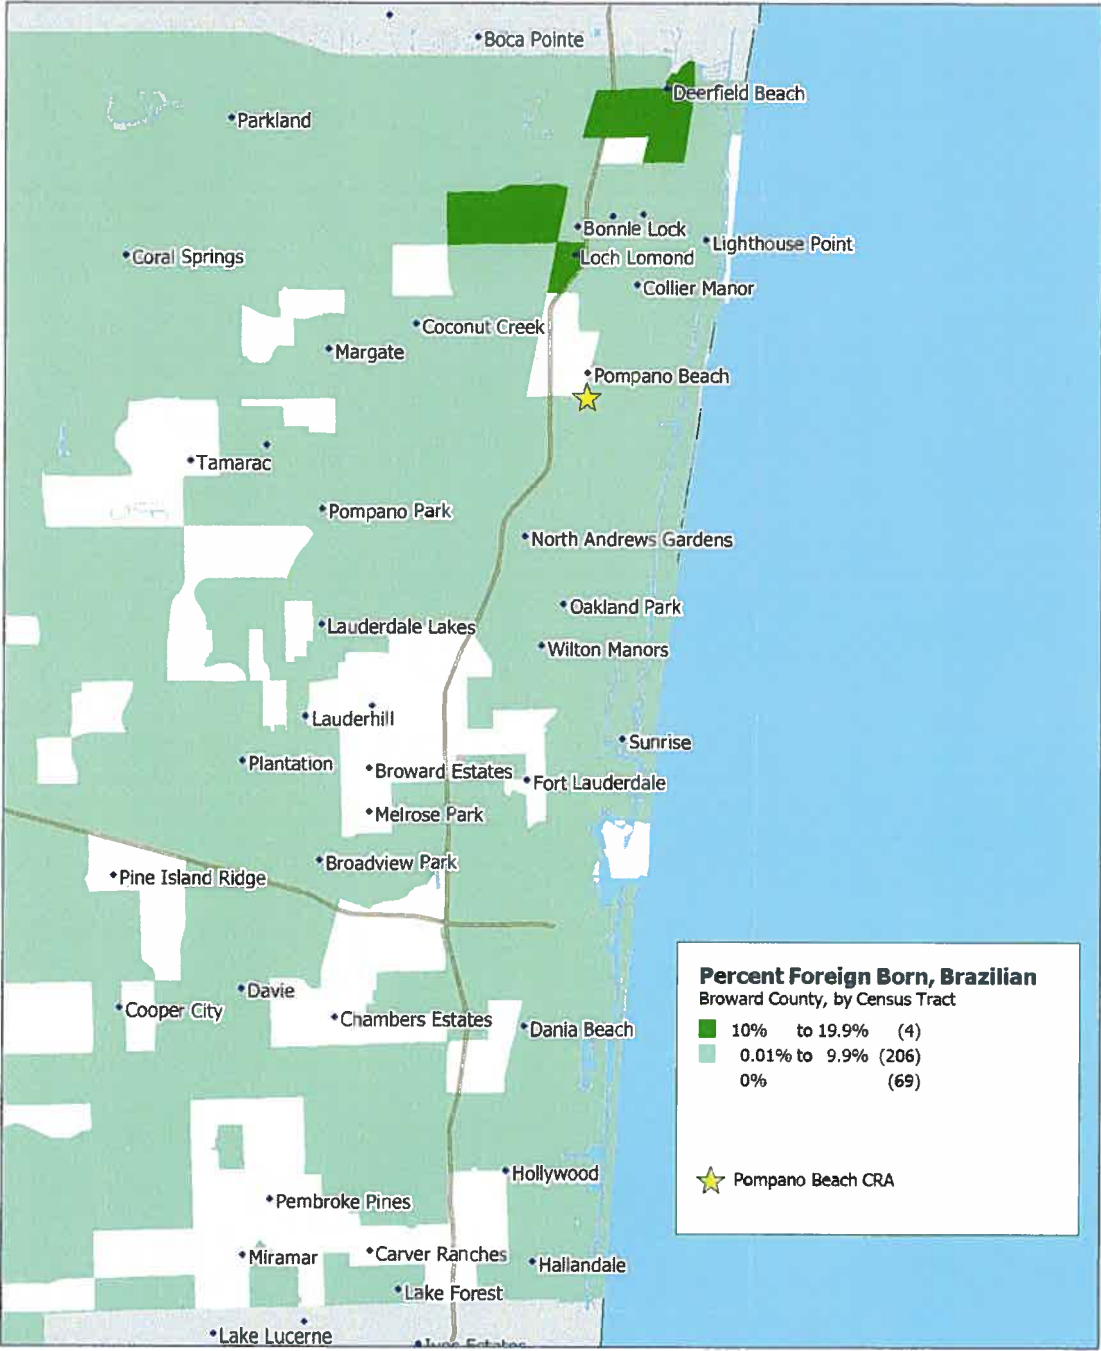 Boca Pointe
Deerfield Beach
Parkland
Bonnie Lock
Lighthouse Point
Coral Springs
Loch Lomond
Collier Manor
Coconut Creek
Margate
Pompano Beach
Tamarac
Pompano Park
North Andrews Gardens
Oakland Park
Lauderdale Lakes
Wilton Manors
Lauderhill
Sunrise
Plantation
Broward Estates
Fort Lauderdale
Melrose Park
Broadview Park
Pine Island Ridge
Percent Foreign Born, Brazilian
Broward County, by Census Tract
10% to 19.9% (4)
0.01% to 9.9% (206)
0% (69)
Davie
Cooper City
Chambers Estates
Dania Beach
Hollywood
Pompano Beach CRA
Pembroke Pines
Miramar
Carver Ranches
Hallandale
Lake Forest
Lake Lucerne
Estates